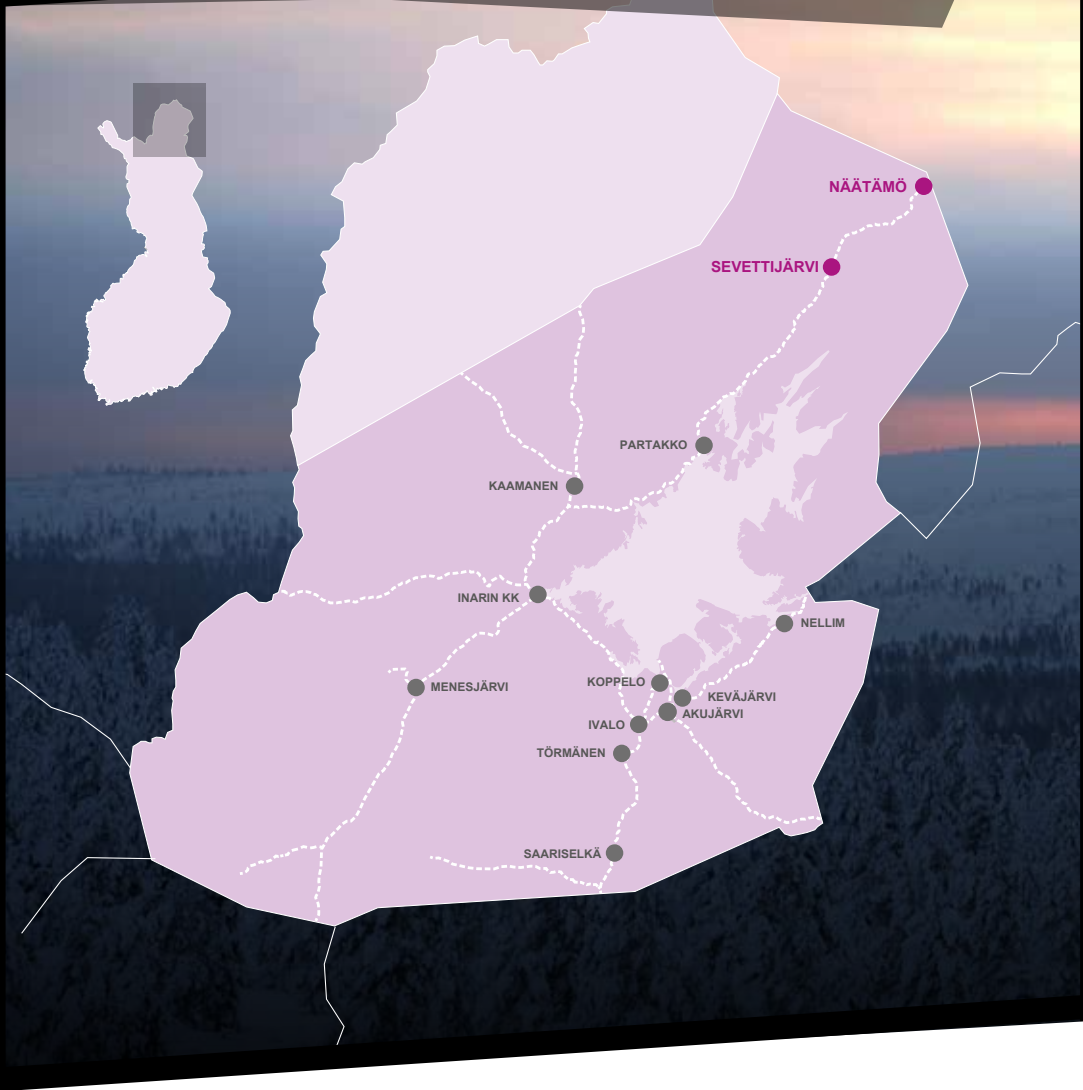 NÄÄTÄMÖ
SEVETTIJÄRVI
PARTAKKO
KAAMANEN
INARIN KK
NELLIM
KOPPELO
MENESJÄRVI
KEVÄJÄRVI
AKUJÄRVI
IVALO
TÖRMÄNEN
SAARISELKÄ